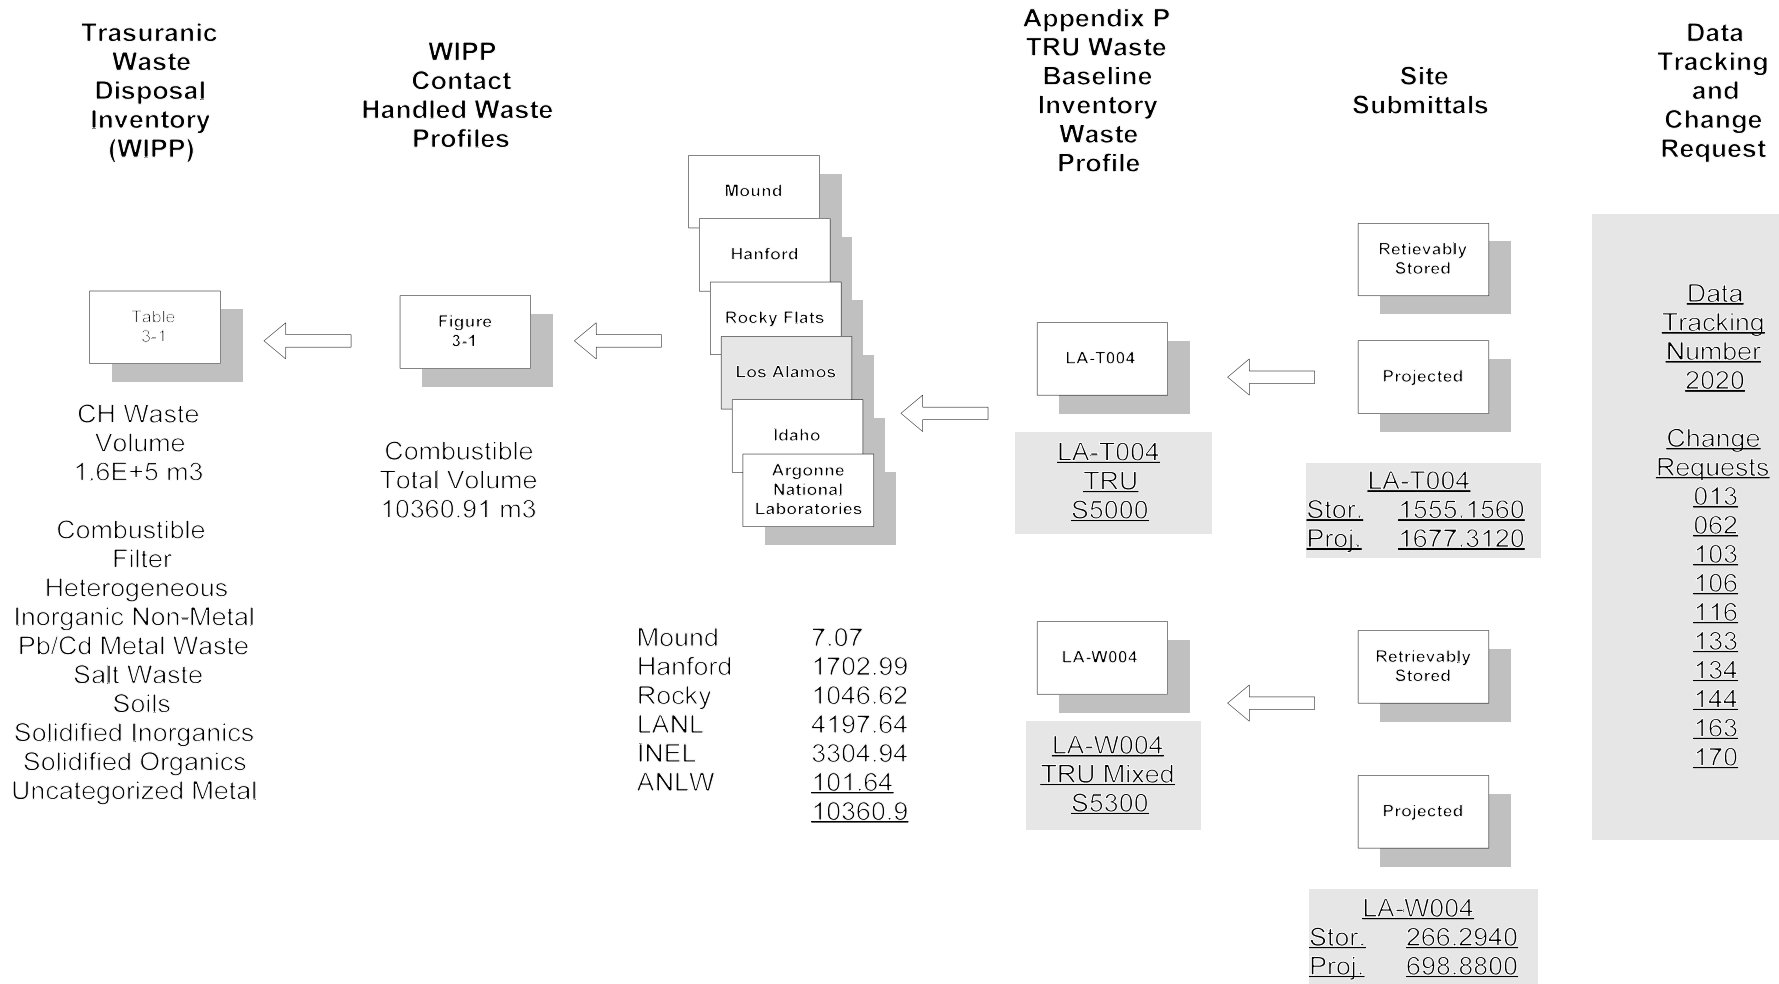 Trasuranic
Waste
Disposal
Inventory
(WIPP)
WIPP
Contact
Handled Waste
Profiles
Appendix P
TRU Waste
Baseline
Inventory
Waste
Profile
Site
Submittals
Data
Tracking
and
Change
Request
Table
3-1
CH Waste
Volume
1.6E+5 m3
Combustible
Filter
Heterogeneous
Inorganic Non-Metal
Pb/Cd Metal Waste
Salt Waste
Soils
Solidified Inorganics
Solidified Organics
Uncategorized Metal
Figure
3-1
Combustible
Total Volume
10360.91 m3
Mound
Hanford
Rocky Flats
Los Alamos
Idaho
Argonne
National
Laboratories
Mound 7.07
Hanford 1702.99
Rocky 1046.62
LANL 4197.64
INEL 3304.94
ANLW 101.64
10360.9
LA-T004
LA-T004
TRU
S5000
LA-W004
LA-W004
TRU Mixed
S5300
Retievably
Stored
Projected
LA-T004
Stor. 1555.1560
Proj. 1677.3120
Retrievably
Stored
Projected
LA-W004
Stor. 266.2940
Proj. 698.8800
Data
Tracking
Number
2020
Change
Requests
013
062
103
106
116
133
134
144
163
170